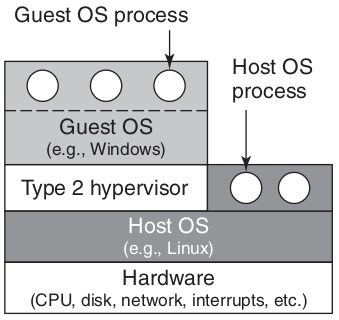 Guest OS process
Host OS
process
Guest OS
(e.g., Windows)
Type 2 hypervisor
Host OS
(e.g., Linux)
Hardware
(CPU, disk, network, interrupts, etc.)